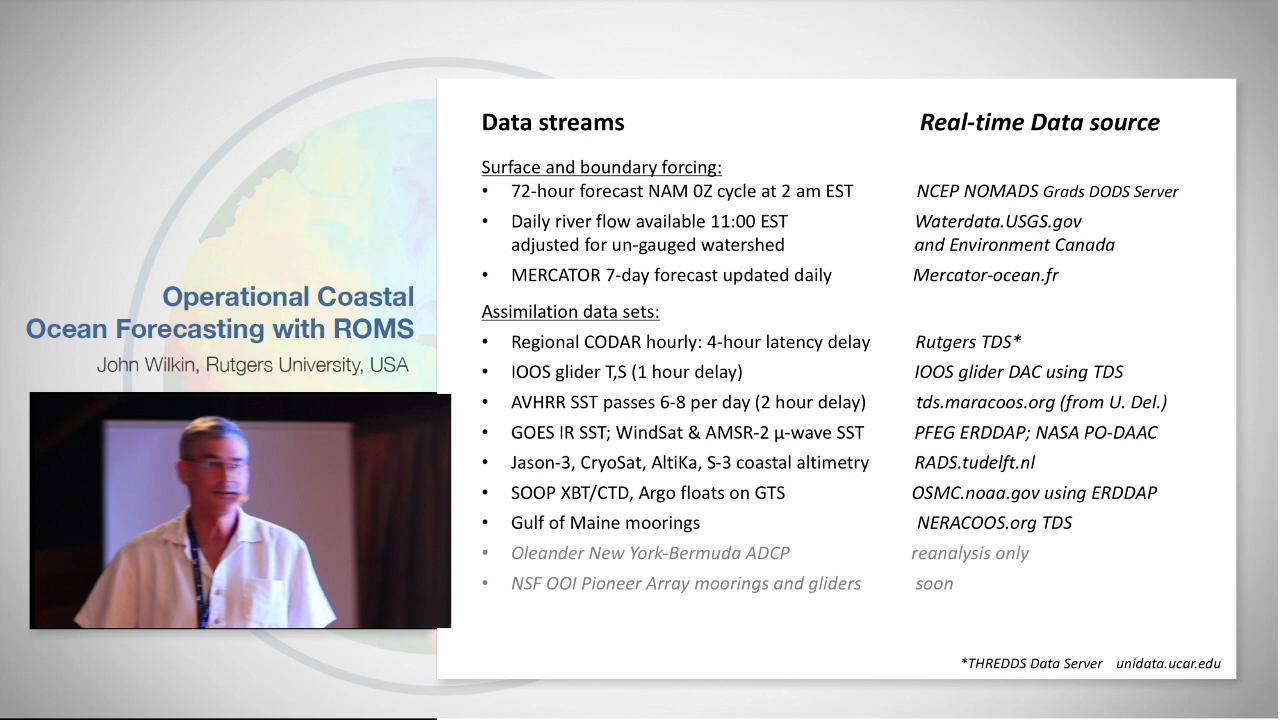 Operational Coastal
Ocean Forecasting with ROMS
John Wilkin, Rutgers University, USA
Data streams Real-time Data source
Surface and boundary forcing:
• 72-hour forecast NAM 0Z cycle at 2 am EST NCEP NOMADS Grads DODS Server
• Daily river flow available 11:00 EST Waterdata.USGS.gov
adjusted for un-gauged watershed and Environment Canada
• MERCATOR 7-day forecast updated daily Mercator-ocean.fr
Assimilation data sets:
• Regional CODAR hourly: 4-hour latency delay Rutgers TDS*
• IOOS glider T,S (1 hour delay) IOOS glider DAC using TDS
• AVHRR SST passes 6-8 per day (2 hour delay) tds.maracoos.org (from U. Del.)
• GOES IR SST; WindSat & AMSR-2 μ-wave SST PFEG ERDDAP; NASA PO-DAAC
• Jason-3, CryoSat, AltiKa, S-3 coastal altimetry RADS.tudelft.nl
• SOOP XBT/CTD, Argo floats on GTS OSMC.noaa.gov using ERDDAP
• Gulf of Maine moorings NERACOOS.org TDS
• Oleander New York-Bermuda ADCP reanalysis only
• NSF OOI Pioneer Array moorings and gliders soon
*THREDDS Data Server unidata.ucar.edu